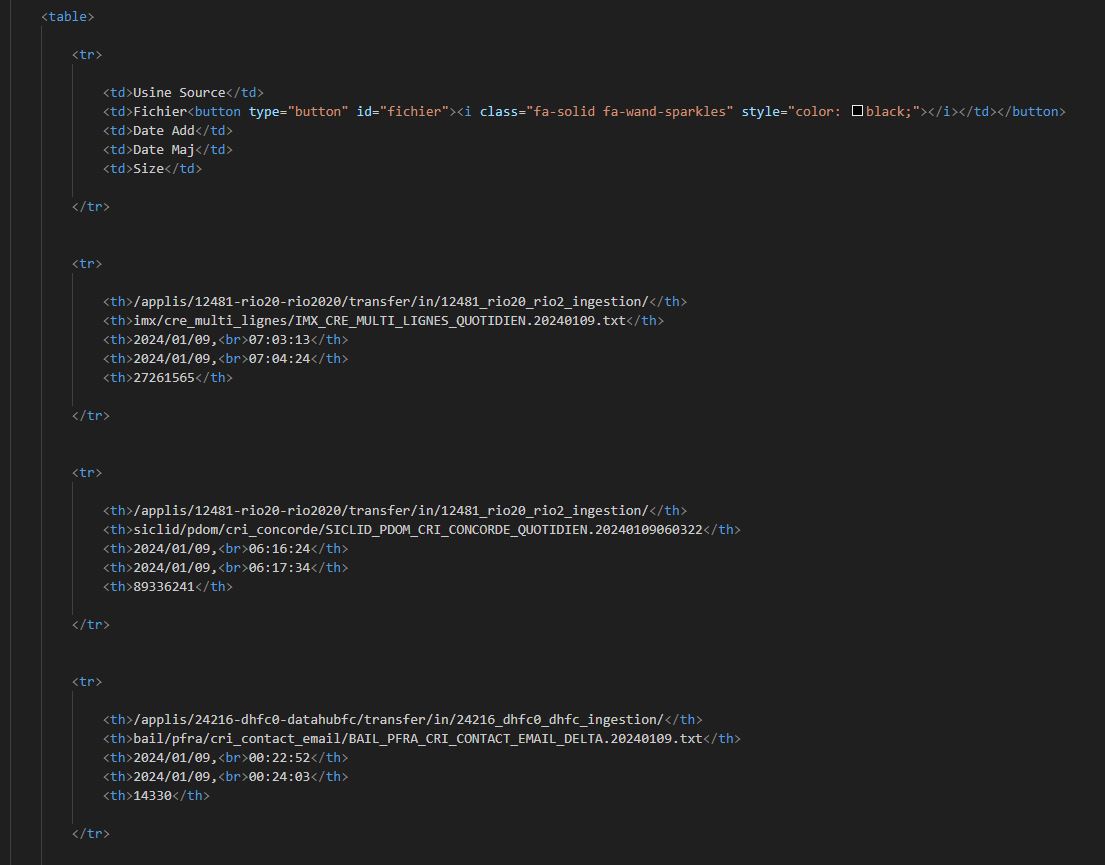 <table>
<tr>
<td>Usine Source</td>
<td>Fichier<button type="button" id="fichier"><i class="fa-solid fa-wand-sparkles" style="color: black;"></i></td></button>
<td>Date Add</td>
<td>Date Maj</td>
<td>Size</td>
</tr>
<tr>
<th>/applis/12481-rio20-rio2020/transfer/in/12481_rio20_rio2_ingestion/</th>
<th>imx/cre_multi_lignes/IMX_CRE_MULTI_LIGNES_QUOTIDIEN.20240109.txt</th>
<th>2024/01/09,<br>07:03:13</th>
<th>2024/01/09,<br>07:04:24</th>
<th>27261565</th>
</tr>
<tr>
<th>/applis/12481-rio20-rio2020/transfer/in/12481_rio20_rio2_ingestion/</th>
<th>siclid/pdom/cri_concorde/SICLID_PDOM_CRI_CONCORDE_QUOTIDIEN.20240109060322</th>
<th>2024/01/09,<br>06:16:24</th>
<th>2024/01/09,<br>06:17:34</th>
<th>89336241</th>
</tr>
<tr>
<th>/applis/24216-dhfc0-datahubfc/transfer/in/24216_dhfc0_dhfc_ingestion/</th>
<th>bail/pfra/cri_contact_email/BAIL_PFRA_CRI_CONTACT_EMAIL_DELTA.20240109.txt</th>
<th>2024/01/09,<br>00:22:52</th>
<th>2024/01/09,<br>00:24:03</th>
<th>14330</th>
</tr>